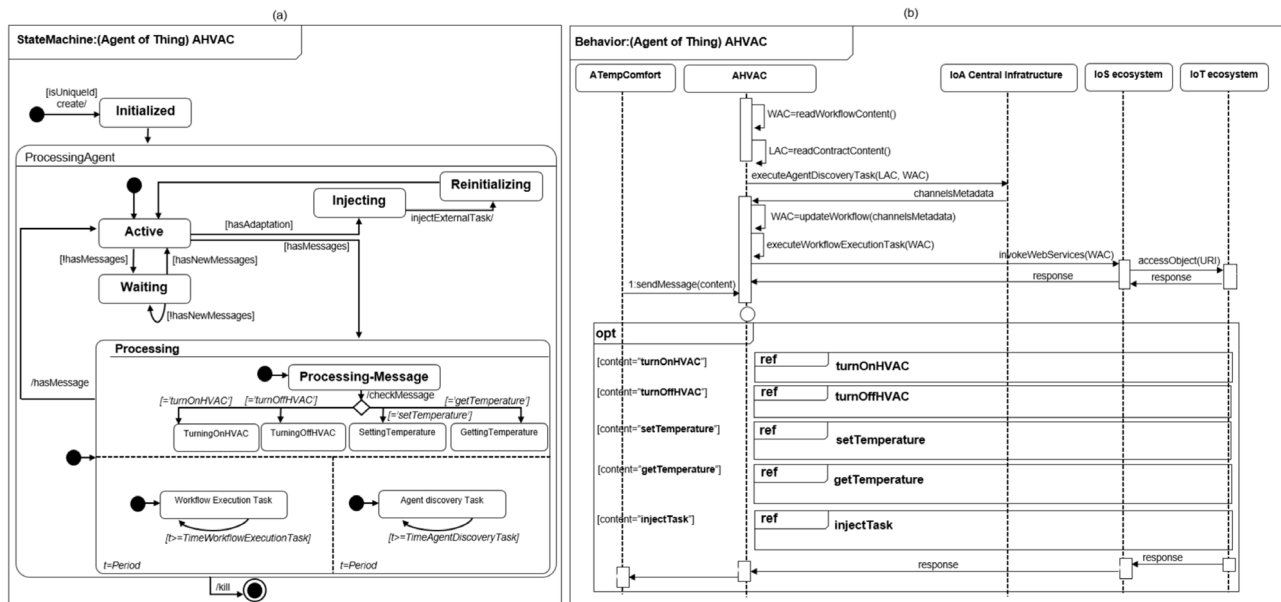 (a)
StateMachine:(Agent of Thing) AHVAC
[isUniqueId]
create/
Initialized
ProcessingAgent
Reinitializing
Injecting
injectExternalTask/
[hasAdaptation]
Active
[hasMessages]
[!hasMessages]
[hasNewMessages]
Waiting
[!hasNewMessages]
Processing
/hasMessage
Processing-Message
/checkMessage
[='turnOnHVAC']
[='turnOffHVAC']
[='getTemperature']
[='setTemperature']
TurningOnHVAC
TurningOffHVAC
SettingTemperature
GettingTemperature
Workflow Execution Task
Agent discovery Task
[t>=TimeWorkflowExecutionTask]
[t>=TimeAgentDiscoveryTask]
t=Period
t=Period
/kill
(b)
Behavior:(Agent of Thing) AHVAC
ATempComfort
AHVAC
IoA Central Infratructure
IoS ecosystem
IoT ecosystem
WAC=readWorkflowContent()
LAC=readContractContent()
executeAgentDiscoveryTask(LAC, WAC)
channelsMetadata
WAC=updateWorkflow(channelsMetadata)
executeWorkflowExecutionTask(WAC)
invokeWebServices(WAC)
accessObject(URI)
response
response
1:sendMessage(content)
opt
[content="turnOnHVAC"]
ref
turnOnHVAC
[content="turnOffHVAC"]
ref
turnOffHVAC
[content="setTemperature"]
ref
setTemperature
[content="getTemperature"]
ref
getTemperature
[content="injectTask"]
ref
injectTask
response
response